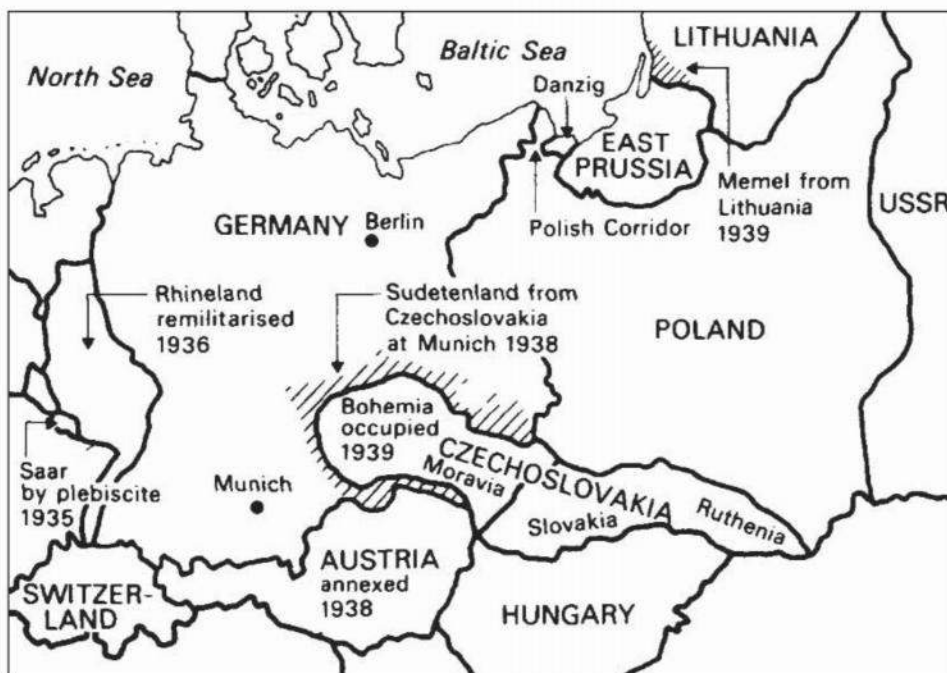 North Sea
Baltic Sea
LITHUANIA
Danzig
EAST
PRUSSIA
Memel from
Lithuania
1939
USSR
GERMANY
Berlin
Polish Corridor
Rhineland
remilitarised
1936
Sudetenland from
Czechoslovakia
at Munich 1938
POLAND
Bohemia
occupied
1939
CZECHOSLOVAKIA
Moravia
Slovakia
Ruthenia
Saar
by plebiscite
1935
Munich
AUSTRIA
annexed
1938
SWITZER-
LAND
HUNGARY